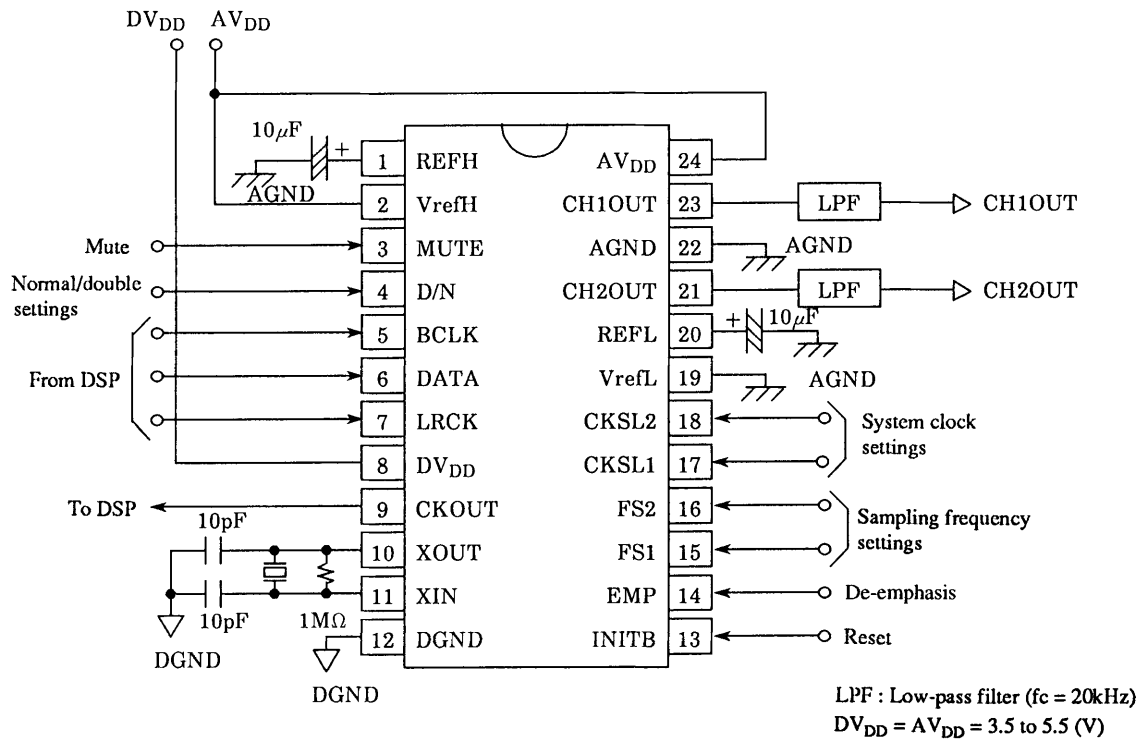 DVDD AVDD
10μF
+
AGND
1 REFH
2 VrefH
Mute 3 MUTE
Normal/double
settings
4 D/N
From DSP
5 BCLK
6 DATA
7 LRCK
8 DVDD
To DSP 9 CKOUT
10pF
10 XOUT
11 XIN
10pF
1MΩ
DGND
12 DGND
DGND
AVDD 24
CH1OUT 23 LPF CH1OUT
AGND 22 AGND
CH2OUT 21 LPF CH2OUT
REFL 20 + 10μF
AGND
VrefL 19
CKSL2 18
CKSL1 17
System clock
settings
FS2 16
FS1 15
Sampling frequency
settings
EMP 14 De-emphasis
INITB 13 Reset
LPF : Low-pass filter (fc = 20kHz)
DVDD = AVDD = 3.5 to 5.5 (V)